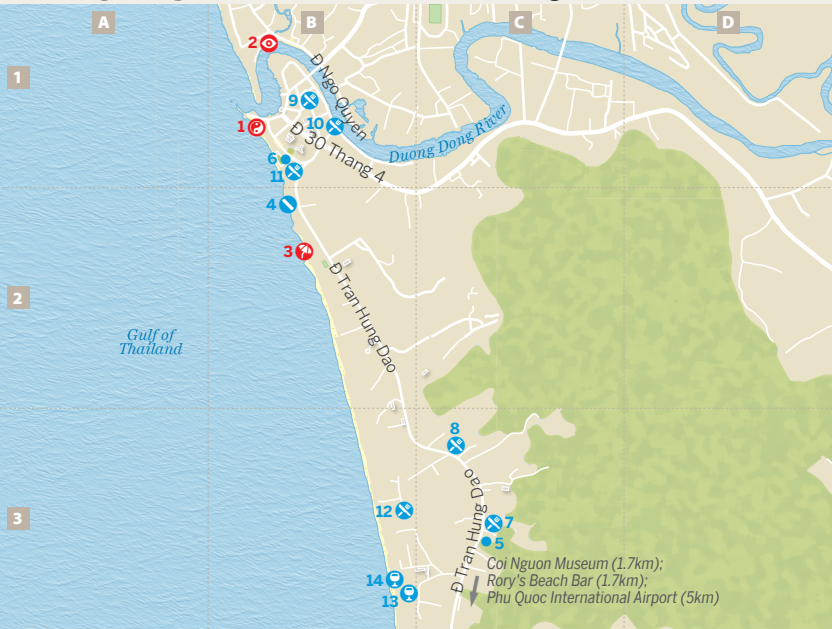 A
B
C
D
1
2
3
2
Đ Ngo Quyen
9
10
1
Đ 30 Thang 4
Duong Dong River
6
11
4
3
Đ Tran Hung Dao
Gulf of
Thailand
8
12
Đ Tran Hung Dao
7
5
14
13
Coi Nguon Museum (1.7km);
Rory's Beach Bar (1.7km);
Phu Quoc International Airport (5km)